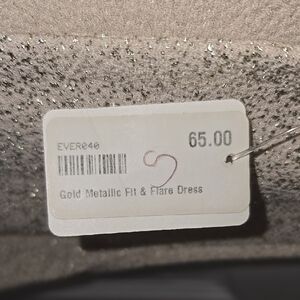 EVER040
65.00
Gold Metallic Fit & Flare Dress